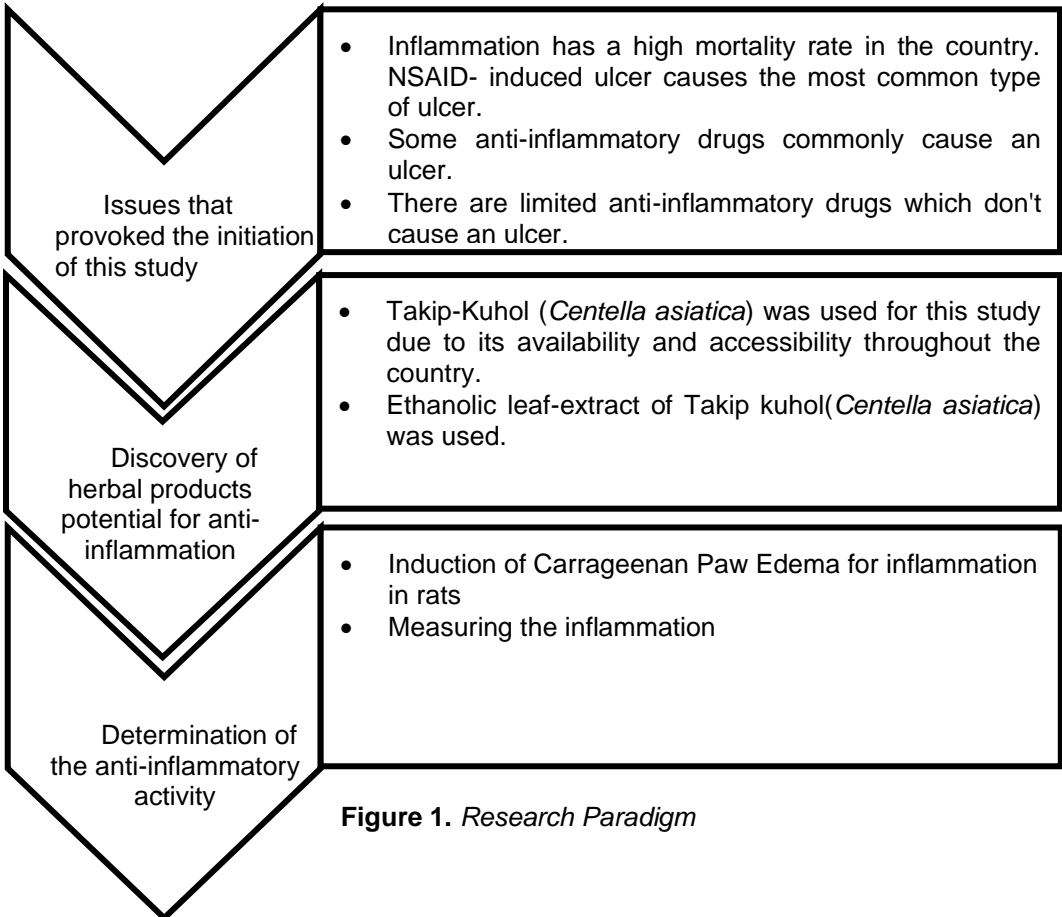 Issues that
provoked the initiation
of this study
• Inflammation has a high mortality rate in the country.
NSAID- induced ulcer causes the most common type
of ulcer.
• Some anti-inflammatory drugs commonly cause an
ulcer.
• There are limited anti-inflammatory drugs which don't
cause an ulcer.
Discovery of
herbal products
potential for anti-
inflammation
• Takip-Kuhol (Centella asiatica) was used for this study
due to its availability and accessibility throughout the
country.
• Ethanolic leaf-extract of Takip kuhol(Centella asiatica)
was used.
Determination of
the anti-inflammatory
activity
• Induction of Carrageenan Paw Edema for inflammation
in rats
• Measuring the inflammation
Figure 1. Research Paradigm